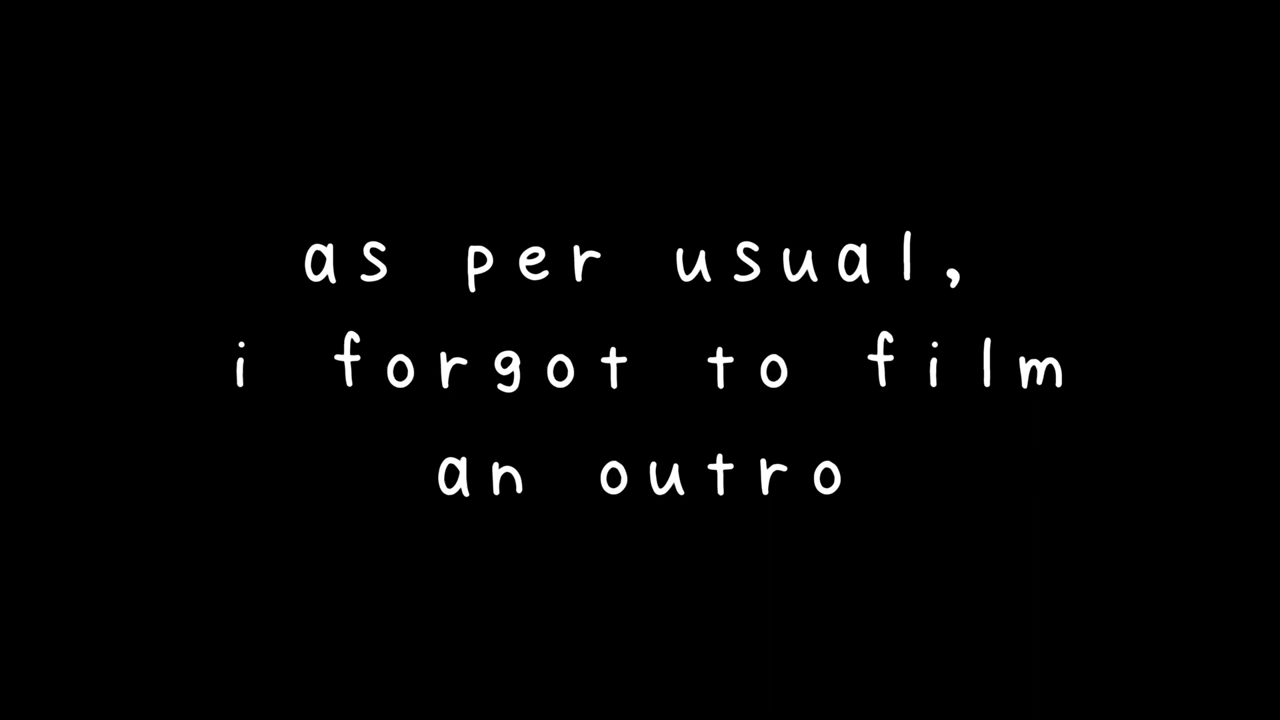 as per usual,
i forgot to film
an outro